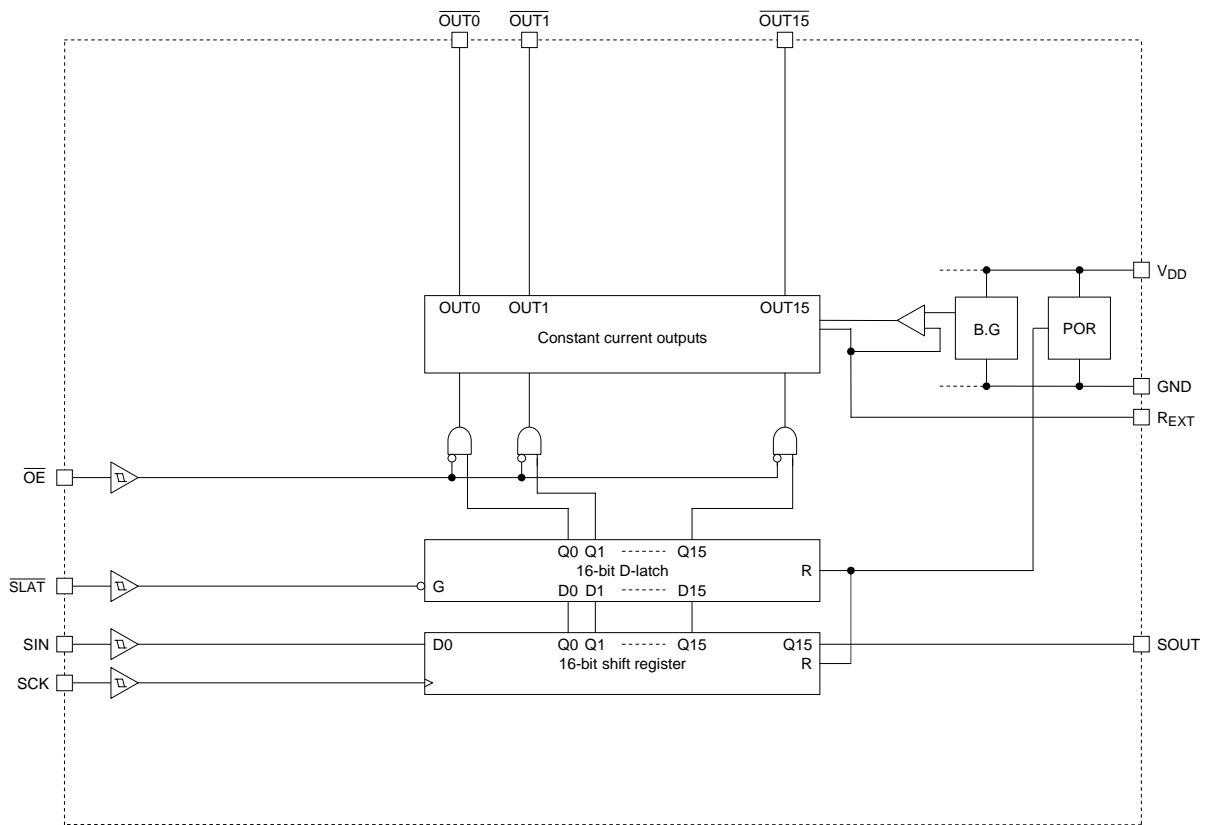 OUT0 OUT1 OUT15
VDD
OUT0 OUT1 OUT15
Constant current outputs
B.G
POR
GND
REXT
OE
Q0 Q1 Q15
16-bit D-latch
R
SLAT
G
D0 D1 D15
SIN
D0
Q0 Q1 Q15
Q15
SOUT
16-bit shift register
R
SCK